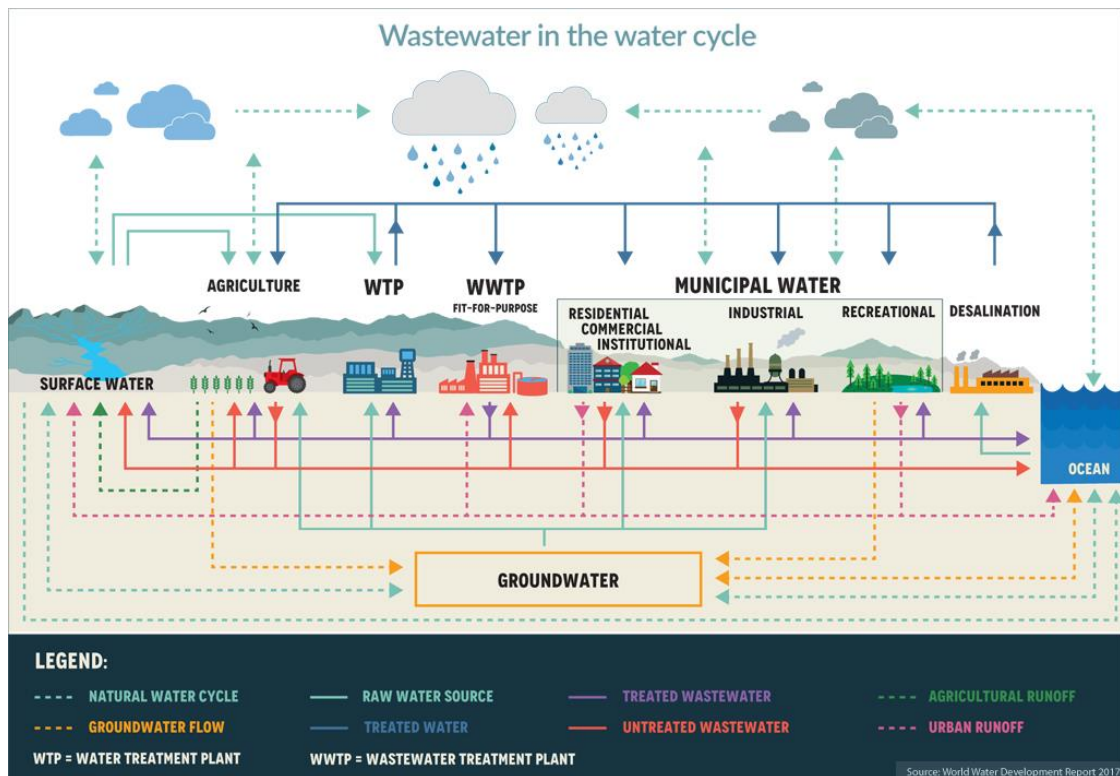 Wastewater in the water cycle
AGRICULTURE
WTP
WWTP
FIT-FOR-PURPOSE
MUNICIPAL WATER
RESIDENTIAL
COMMERCIAL
INSTITUTIONAL
INDUSTRIAL
RECREATIONAL
DESALINATION
SURFACE WATER
OCEAN
GROUNDWATER
LEGEND:
NATURAL WATER CYCLE
RAW WATER SOURCE
TREATED WASTEWATER
AGRICULTURAL RUNOFF
GROUNDWATER FLOW
TREATED WATER
UNTREATED WASTEWATER
URBAN RUNOFF
WTP = WATER TREATMENT PLANT
WWTP = WASTEWATER TREATMENT PLANT
Source: World Water Development Report 2017